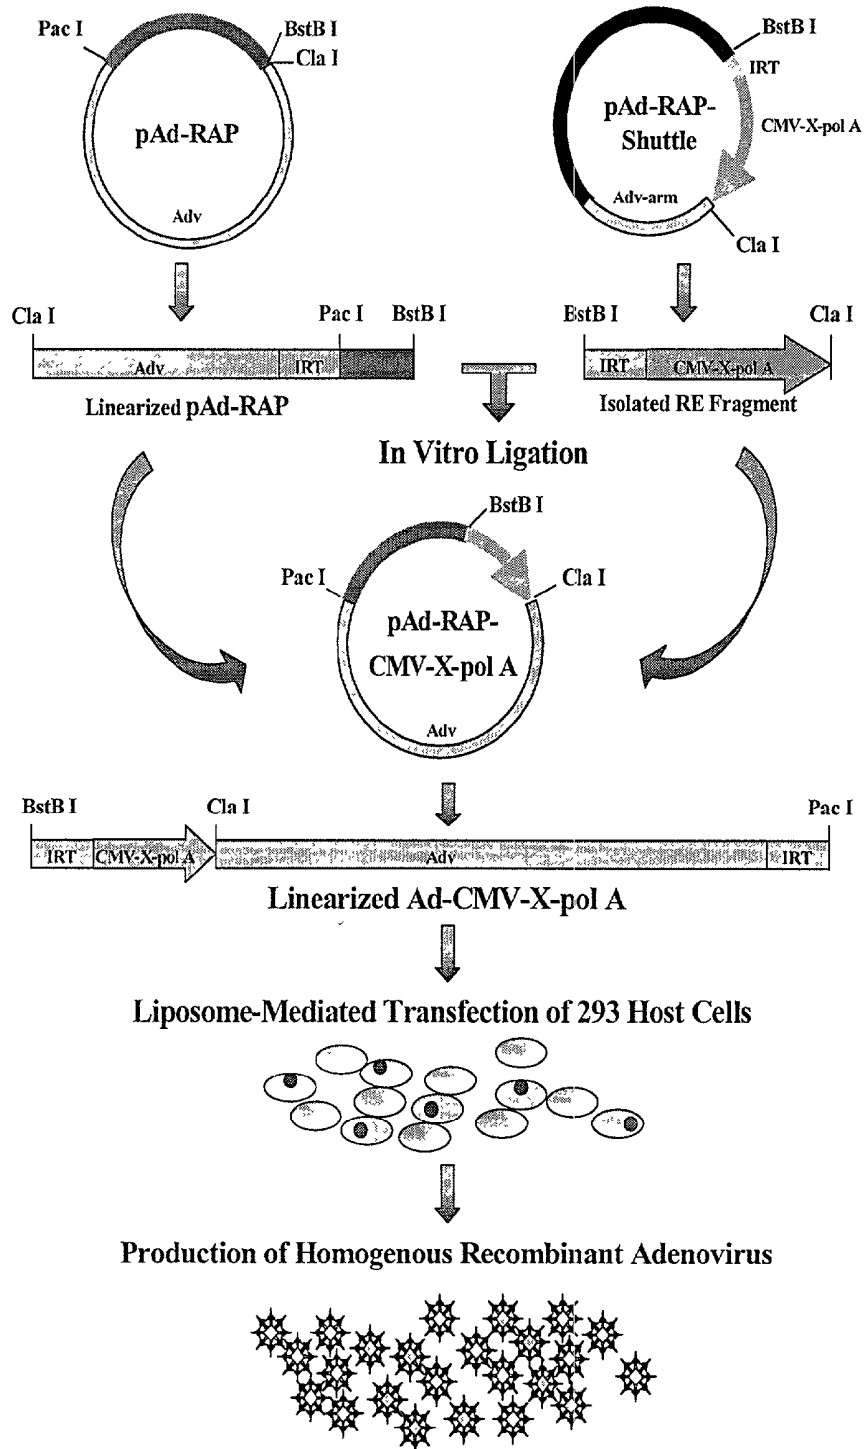 Pac I
BstB I
Cla I
pAd-RAP
Adv
BstB I
IRT
pAd-RAP-
Shuttle
CMV-X-pol A
Adv-arm
Cla I
Cla I
Pac I
BstB I
Adv
IRT
Linearized pAd-RAP
BstB I
Cla I
IRT
CMV-X-pol A
Isolated RE Fragment
In Vitro Ligation
BstB I
Pac I
Cla I
pAd-RAP-
CMV-X-pol A
Adv
BstB I
Cla I
Pac I
IRT
CMV-X-pol A
Adv
IRT
Linearized Ad-CMV-X-pol A
Liposome-Mediated Transfection of 293 Host Cells
Production of Homogenous Recombinant Adenovirus